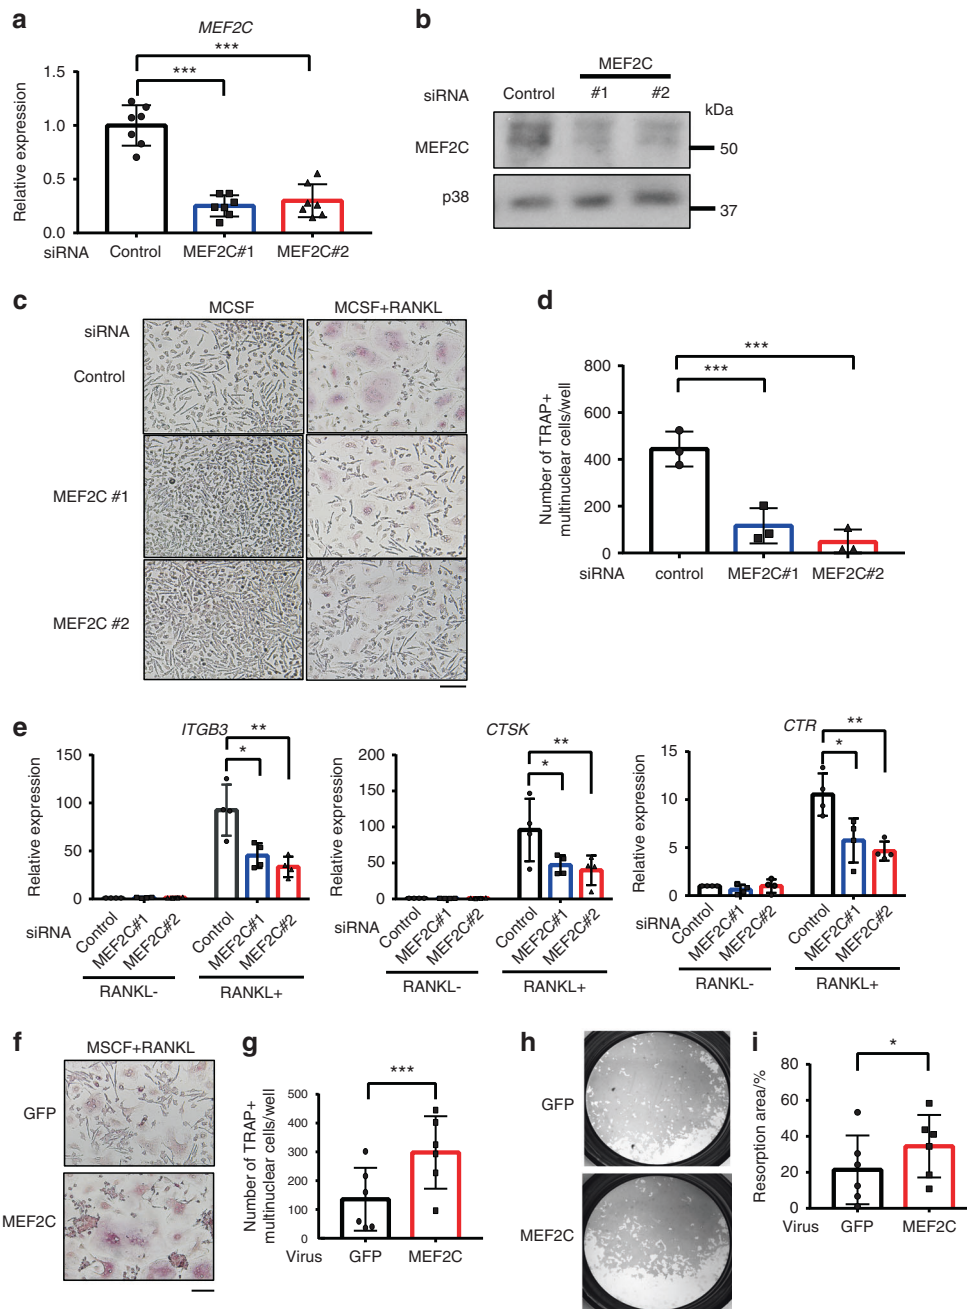 a
MEF2C
***
***
Relative expression
1.5
1.0
0.5
0.0
siRNA Control MEF2C#1 MEF2C#2
b
MEF2C
siRNA Control #1 #2
kDa
MEF2C
50
p38
37
c
MCSF MCSF+RANKL
siRNA
Control
MEF2C #1
MEF2C #2
d
***
***
Number of TRAP+
multinuclear cells/well
800
600
400
200
0
siRNA control MEF2C#1 MEF2C#2
e
ITGB3
**
*
Relative expression
150
100
50
0
siRNA
Control MEF2C#1 MEF2C#2 Control MEF2C#1 MEF2C#2
RANKL- RANKL+
CTSK
**
*
Relative expression
200
150
100
50
0
siRNA
Control MEF2C#1 MEF2C#2 Control MEF2C#1 MEF2C#2
RANKL- RANKL+
CTR
**
*
Relative expression
15
10
5
0
siRNA
Control MEF2C#1 MEF2C#2 Control MEF2C#1 MEF2C#2
RANKL- RANKL+
f
MSCF+RANKL
GFP
MEF2C
g
***
Number of TRAP+
multinuclear cells/well
500
400
300
200
100
0
Virus GFP MEF2C
h
GFP
MEF2C
i
*
Resorption area/%
80
60
40
20
0
Virus GFP MEF2C